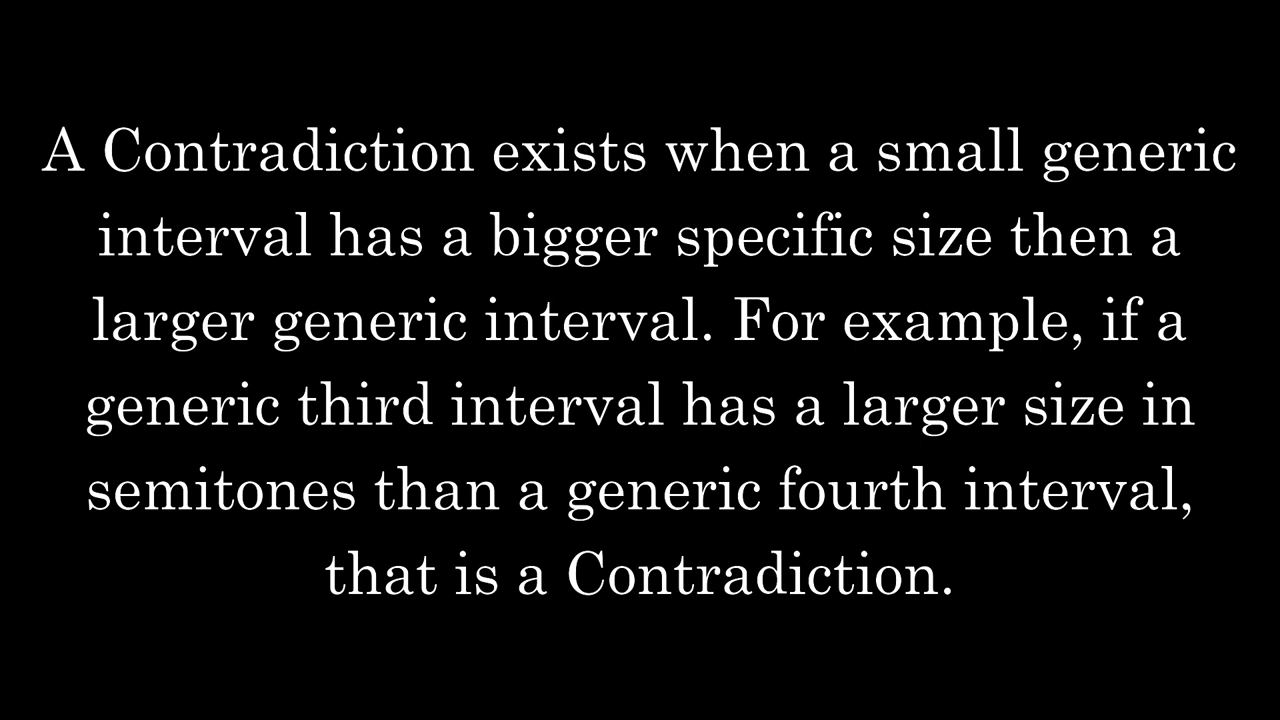 A Contradiction exists when a small generic
interval has a bigger specific size then a
larger generic interval. For example, if a
generic third interval has a larger size in
semitones than a generic fourth interval,
that is a Contradiction.